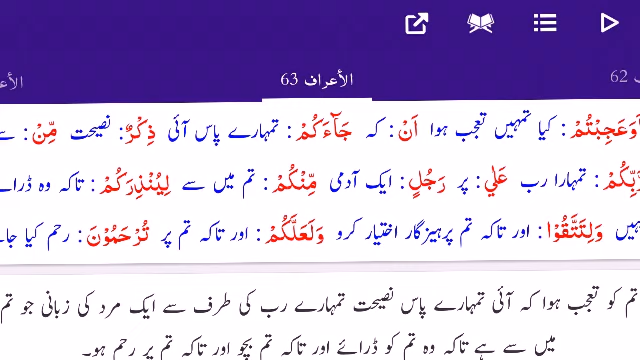 الأعراف 63
62
أَوَعَجِبْتُمْ: کیا تمہیں تعجب ہوا اَنْ: کہ جَآءَكُمْ: تمہارے پاس آئی ذِكْرٌ: نصیحت مِّنْ: سے
رَّبِّكُمْ: تمہارا رب عَلٰي: پر رَجُلٍ: ایک آدمی مِّنْكُمْ: تم میں سے لِيُنْذِرَكُمْ: تاکہ وہ ڈرائے
وَلِتَتَّقُوْا: اور تاکہ تم پرہیزگار اختیار کرو وَلَعَلَّكُمْ: اور تاکہ تم پر تُرْحَمُوْنَ: رحم کیا جا
تم کو تعجب ہوا کہ آئی تمہارے پاس نصیحت تمہارے رب کی طرف سے ایک مرد کی زبانی جو تم
میں سے ہے تاکہ وہ تم کو ڈرائے اور تاکہ تم بچو اور تاکہ تم پر رحم ہو۔